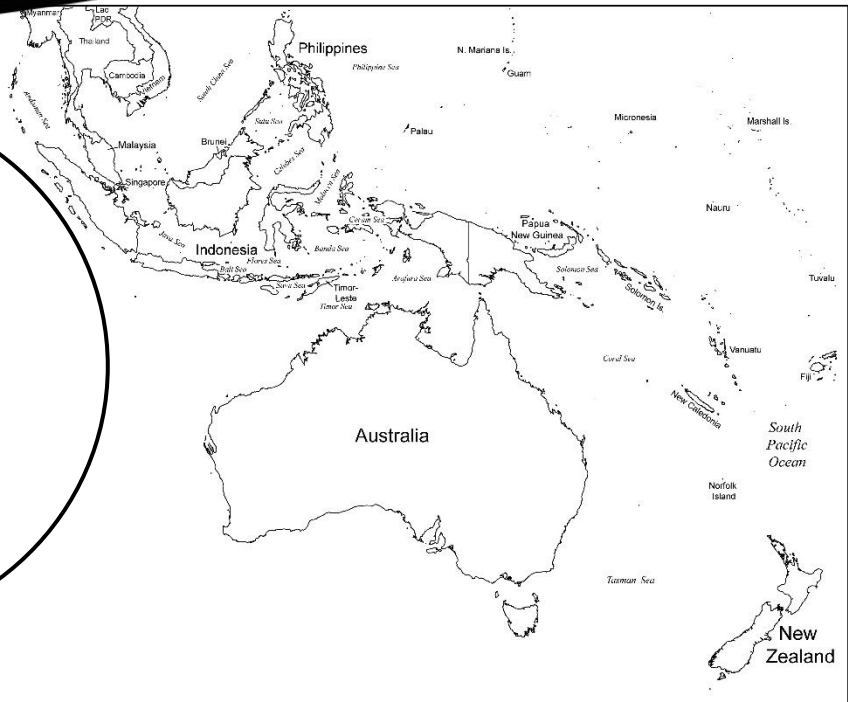 Myanmar
Lao
PDR
Thailand
Cambodia
Vietnam
Andaman Sea
South China Sea
Philippines
Philippine Sea
N. Mariana Is.
Guam
Sulu Sea
Palau
Micronesia
Marshall Is.
Malaysia
Brunei
Celebes Sea
Singapore
Molucca Sea
Nauru
Ceram Sea
Papua
New Guinea
Java Sea
Indonesia
Banda Sea
Flores Sea
Bali Sea
Arafura Sea
Solomon Sea
Solomon Is.
Tuvalu
Savu Sea
Timor-
Leste
Timor Sea
Vanuatu
Coral Sea
Fiji
New Caledonia
South
Pacific
Ocean
Australia
Norfolk
Island
Tasman Sea
New
Zealand